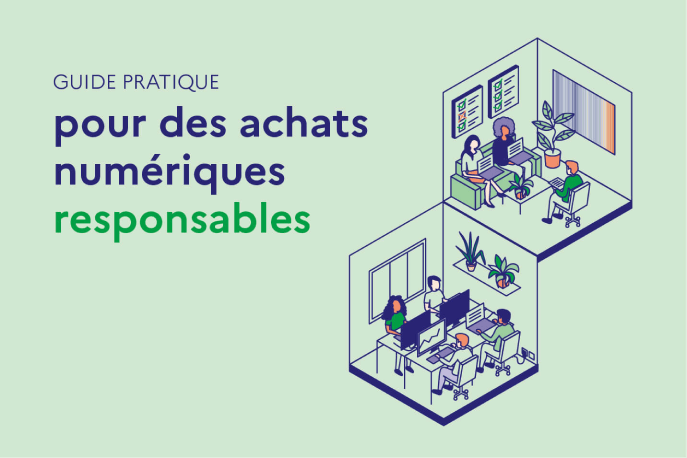 GUIDE PRATIQUE
pour des achats
numériques
responsables